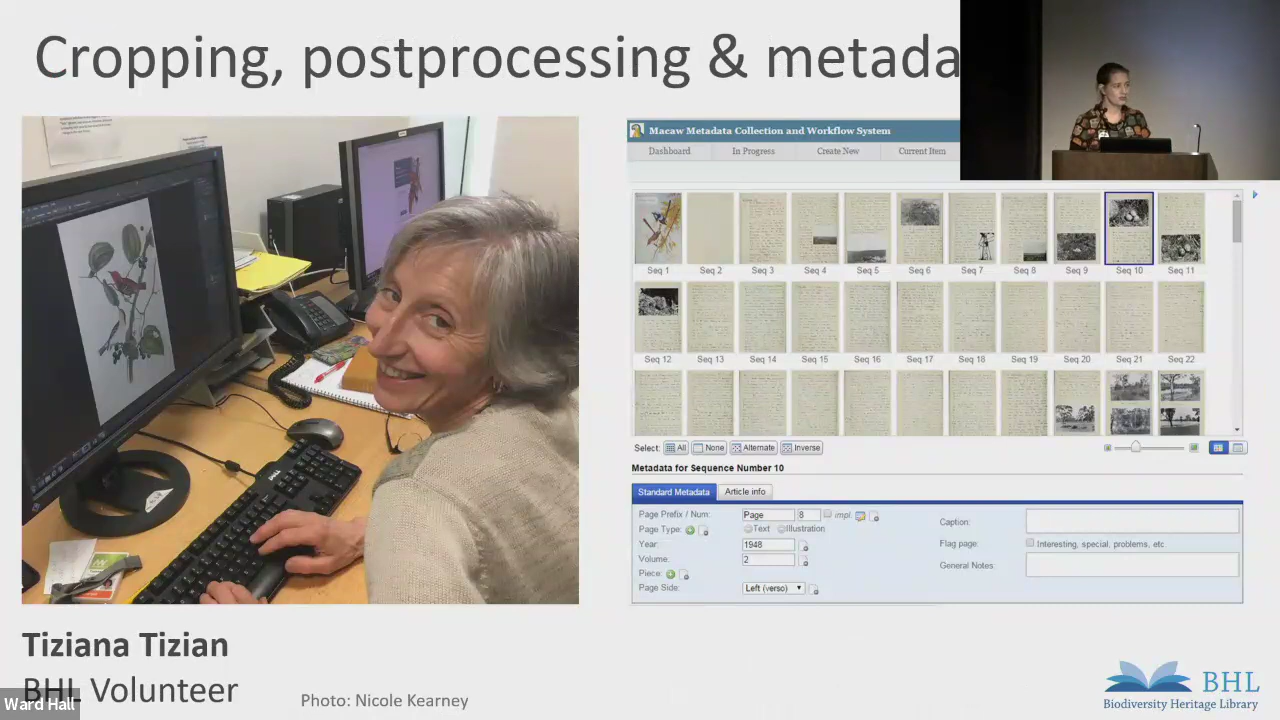 Cropping, postprocessing & metada
Macaw Metadata Collection and Workflow System
Dashboard In Progress Create New Current Item
Seq 1 Seq 2 Seq 3 Seq 4 Seq 5 Seq 6 Seq 7 Seq 8 Seq 9 Seq 10 Seq 11
Seq 12 Seq 13 Seq 14 Seq 15 Seq 16 Seq 17 Seq 18 Seq 19 Seq 20 Seq 21 Seq 22
Select: All None Alternate Inverse
Metadata for Sequence Number 10
Standard Metadata Article info
Page Prefix / Num: Page 8 impl.
Page Type: Text Illustration
Year: 1948
Volume: 2
Piece:
Page Side: Left (verso)
Caption:
Flag page: Interesting, special, problems, etc
General Notes:
DELL
Tiziana Tizian
BHL Volunteer
Photo: Nicole Kearney
Ward Hall
BHL
Biodiversity Heritage Library